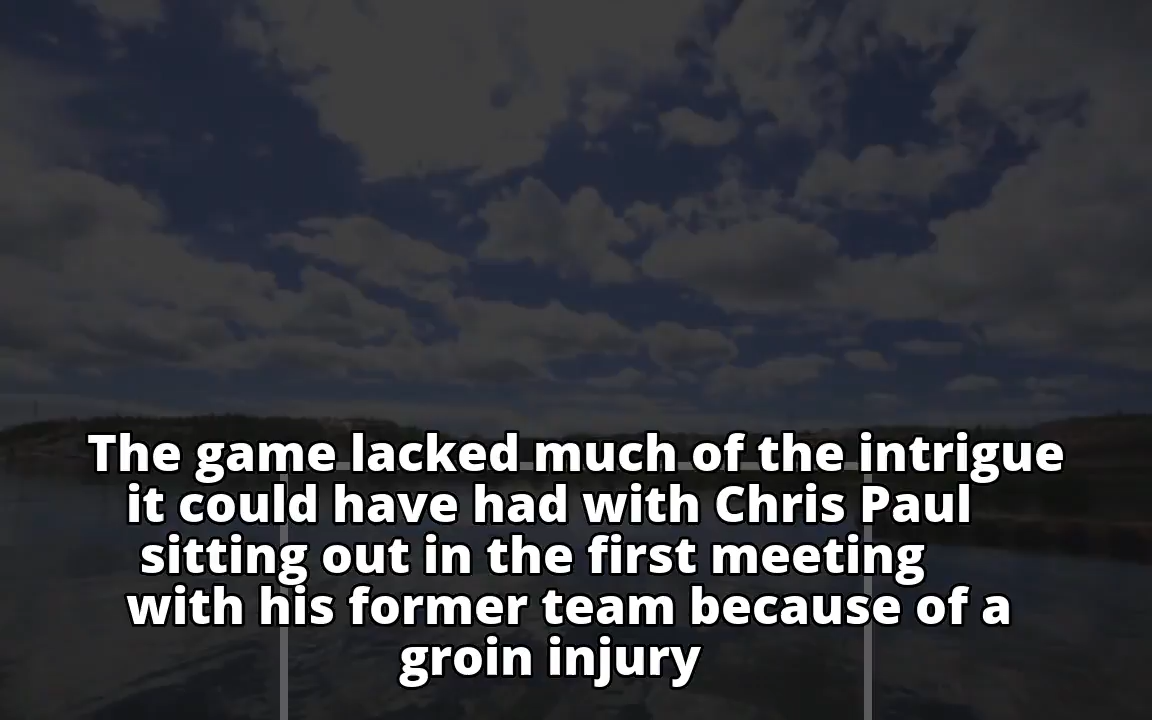 The game lacked much of the intrigue
it could have had with Chris Paul
sitting out in the first meeting
with his former team because of a
groin injury